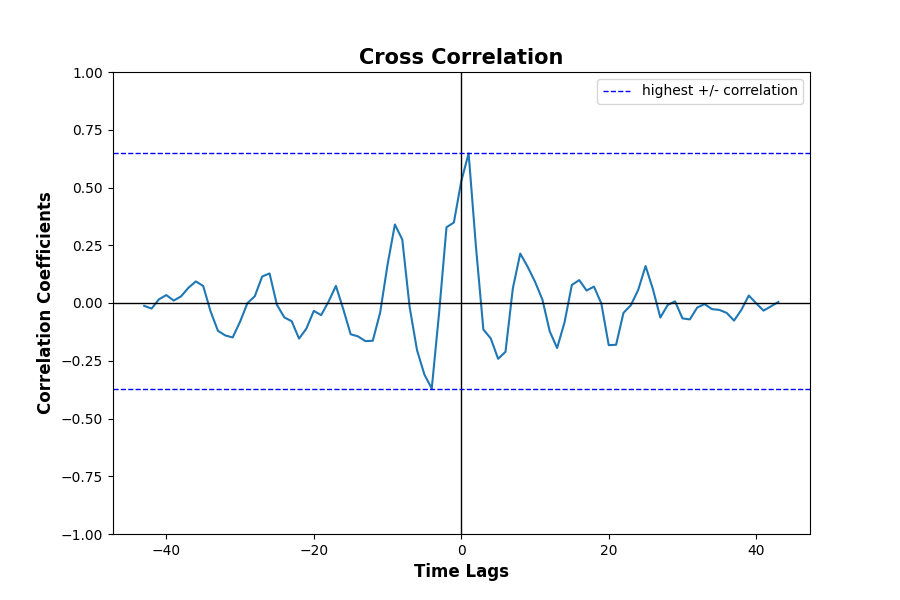 Cross Correlation
highest +/- correlation
1.00
0.75
0.50
0.25
0.00
−0.25
−0.50
−0.75
−1.00
Correlation Coefficients
−40 −20 0 20 40
Time Lags